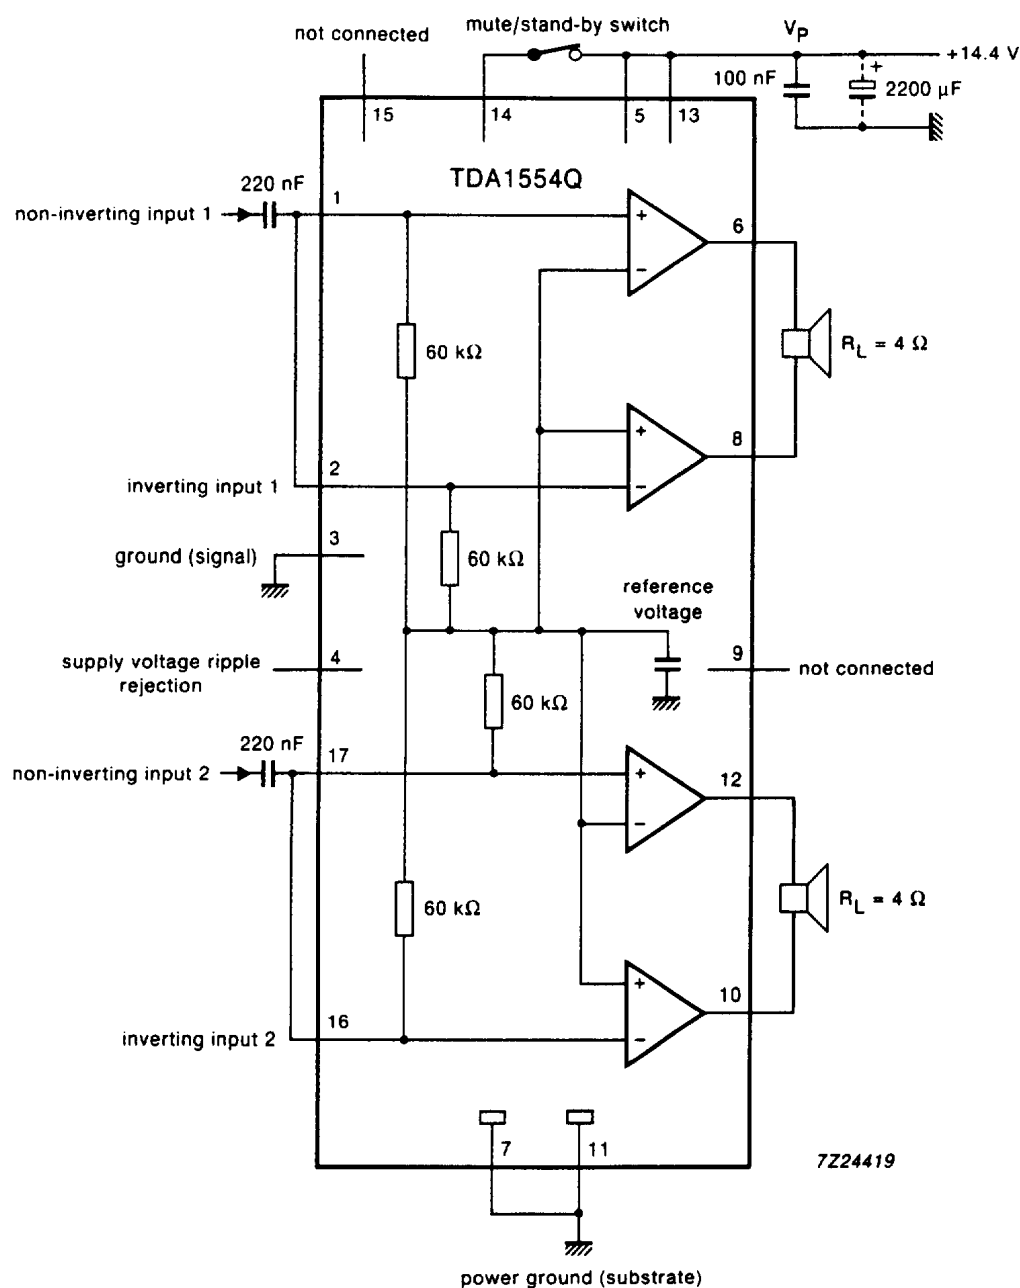 mute/stand-by switch
not connected
V_P
+14.4 V
100 nF
+
2200 μF
15
14
5
13
TDA1554Q
220 nF
non-inverting input 1
1
+
6
−
60 kΩ
R_L = 4 Ω
+
8
2
inverting input 1
−
3
ground (signal)
60 kΩ
reference
voltage
supply voltage ripple
rejection
4
9
not connected
60 kΩ
220 nF
non-inverting input 2
17
+
12
−
60 kΩ
R_L = 4 Ω
+
10
16
inverting input 2
−
7
11
7Z24419
power ground (substrate)